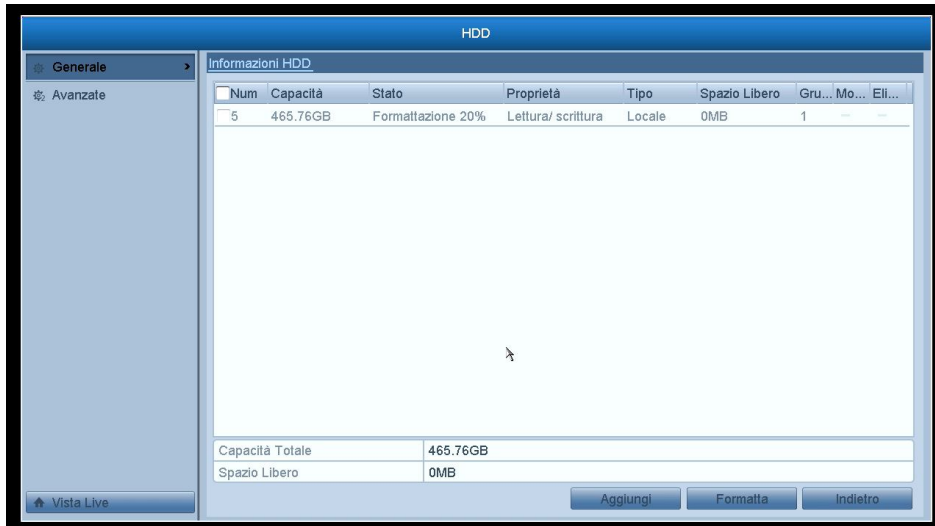 HDD
Generale
Avanzate
Informazioni HDD
Num Capacità Stato Proprietà Tipo Spazio Libero Gru... Mo... Eli...
5 465.76GB Formattazione 20% Lettura/ scrittura Locale 0MB 1 — —
Capacità Totale 465.76GB
Spazio Libero 0MB
Vista Live
Aggiungi Formatta Indietro